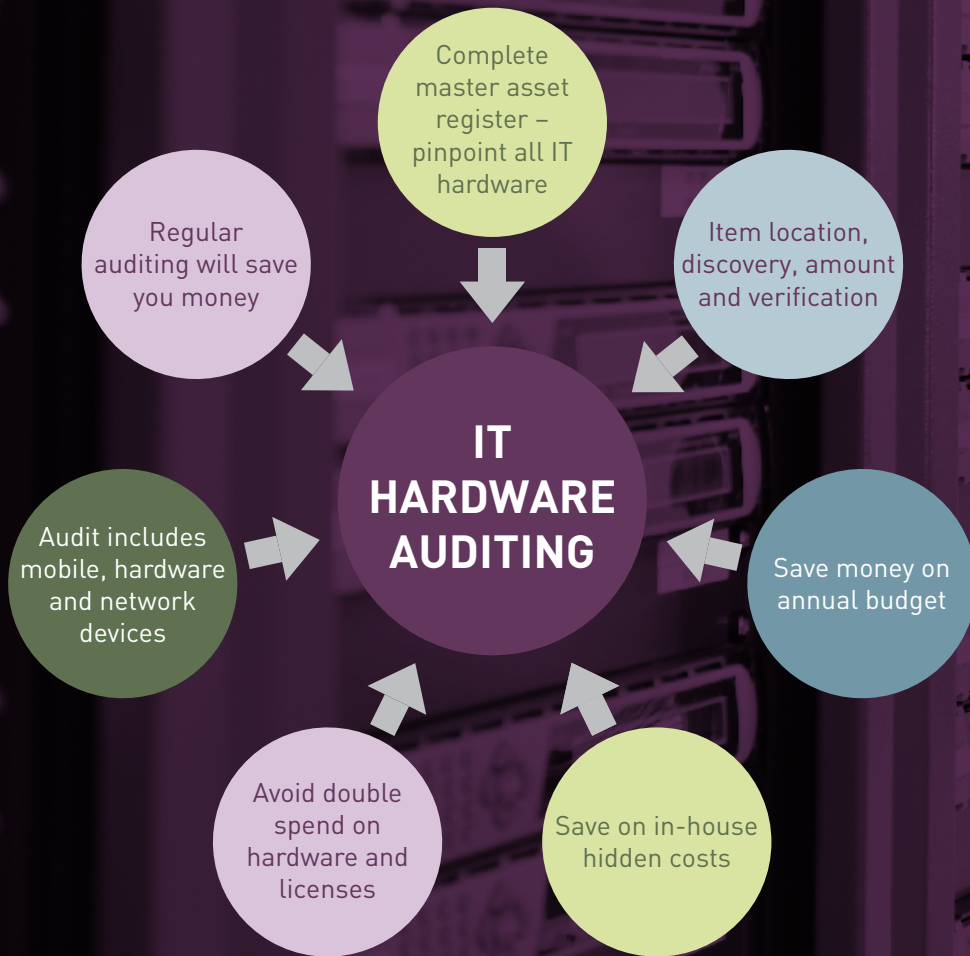 Complete
master asset
register –
pinpoint all IT
hardware
Item location,
discovery, amount
and verification
Save money on
annual budget
Save on in-house
hidden costs
Avoid double
spend on
hardware and
licenses
Audit includes
mobile, hardware
and network
devices
Regular
auditing will save
you money
IT
HARDWARE
AUDITING